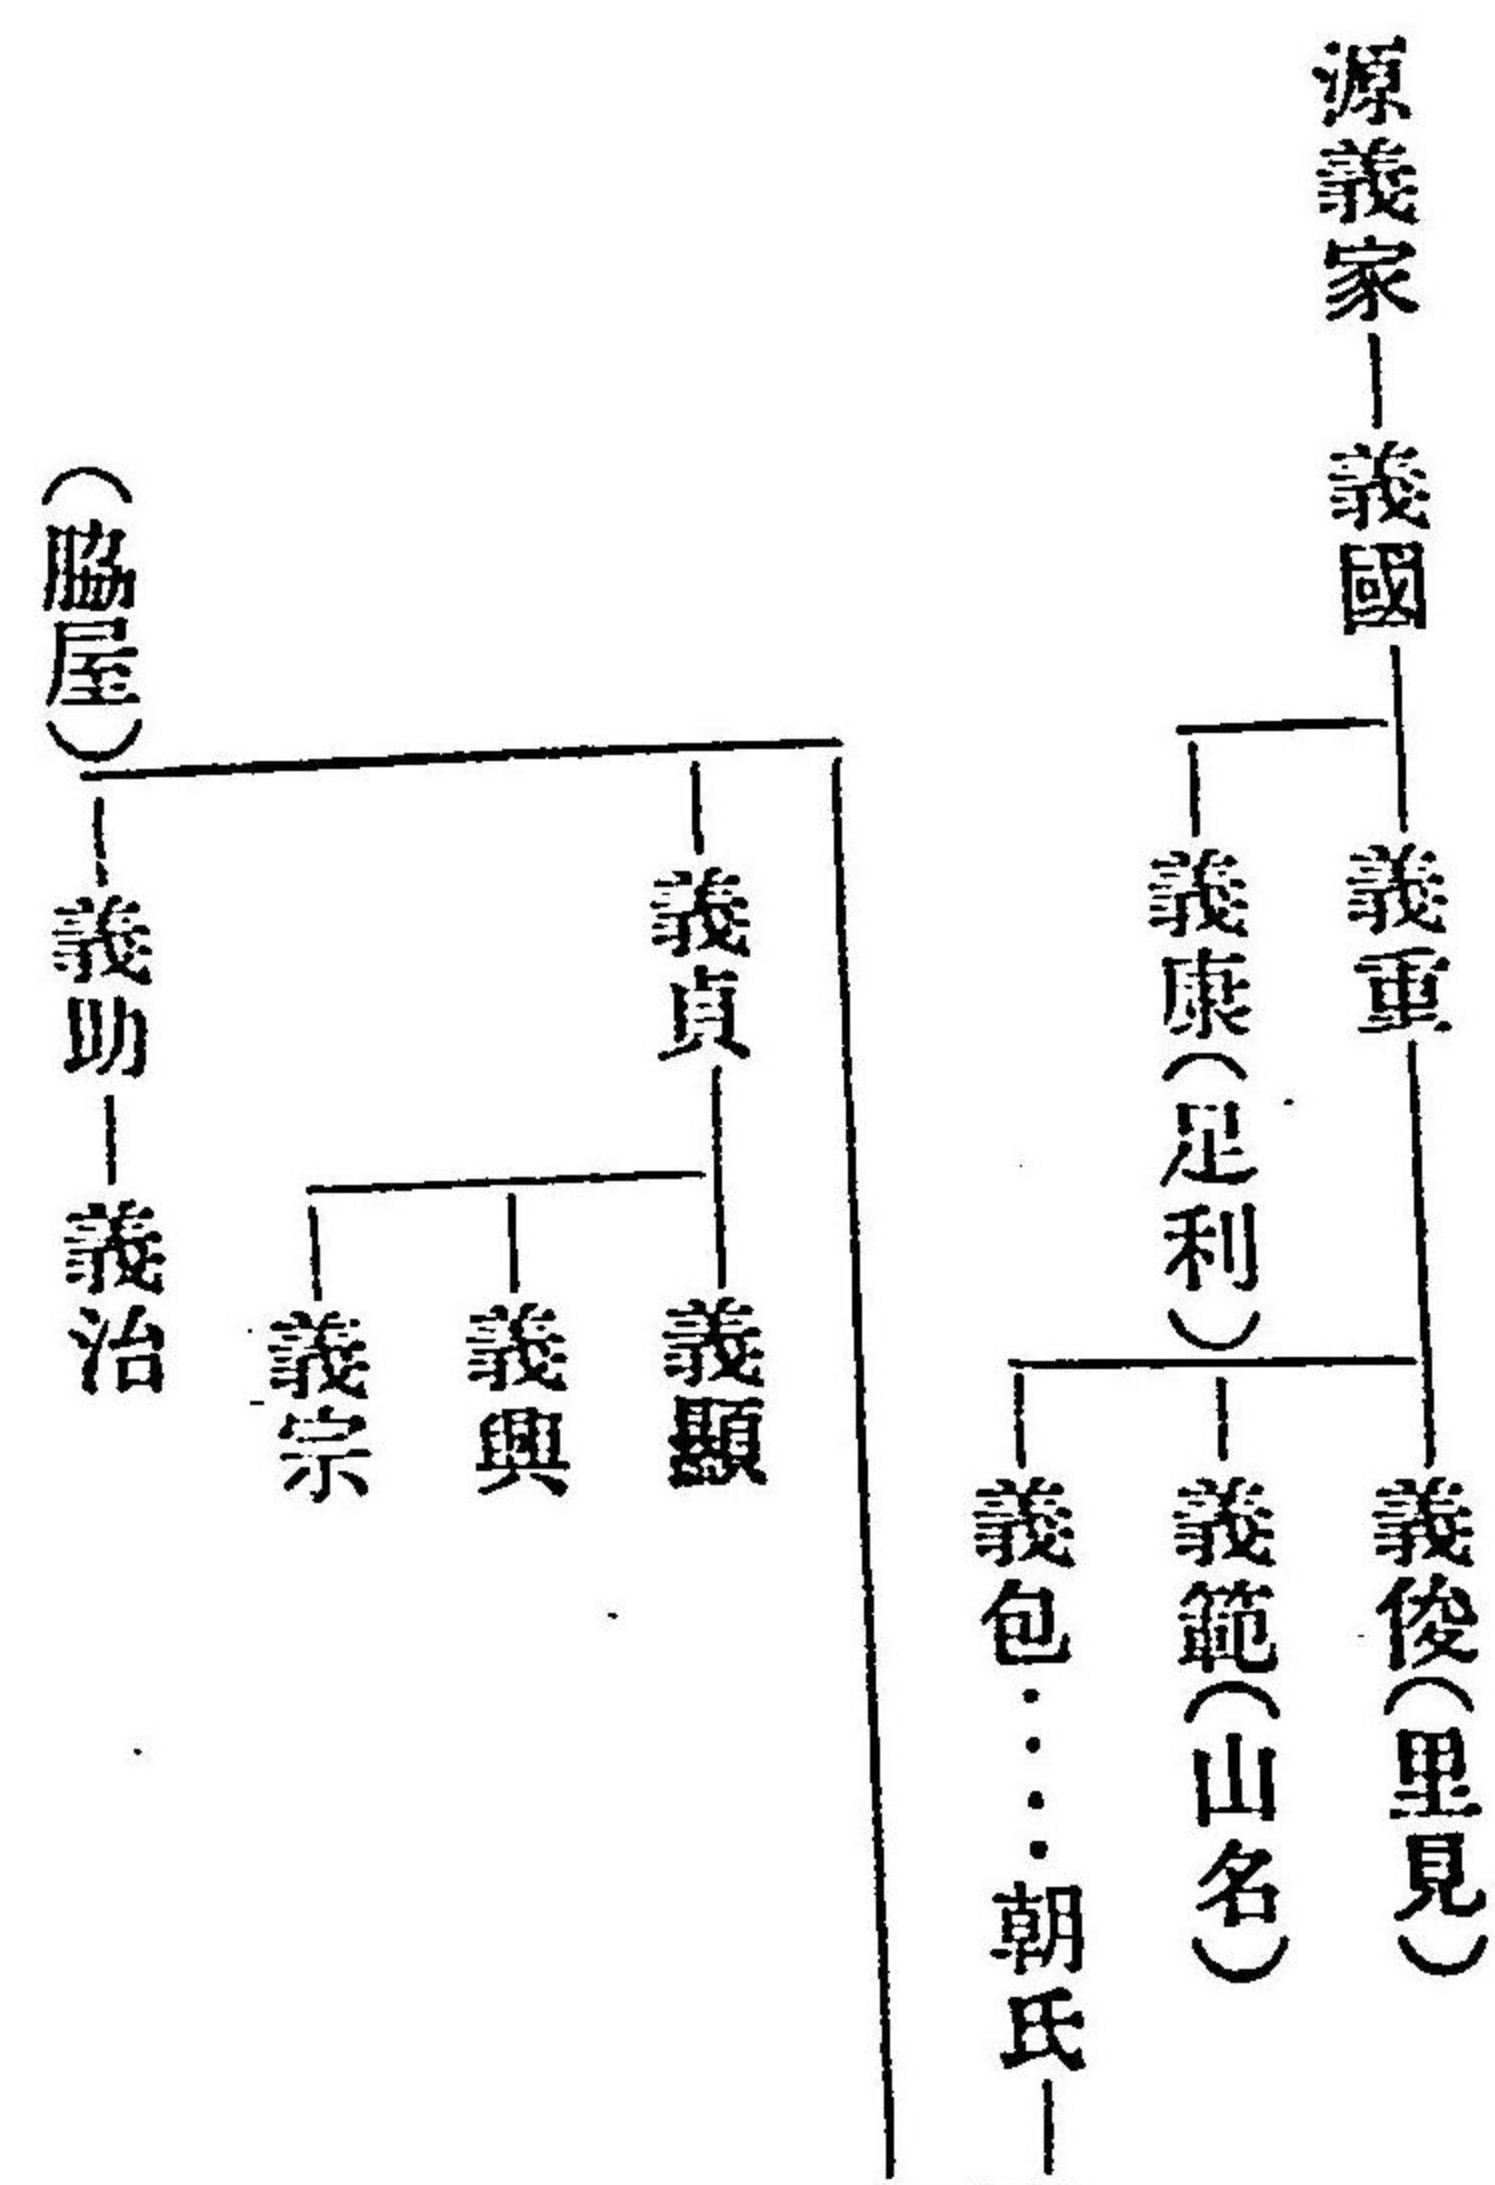 源義家
義國
義重
義康(足利)
義俊(里見)
義範(山名)
義包・・・・朝氏
義貞
義顯
義興
義宗
(脇屋)
義助
義治